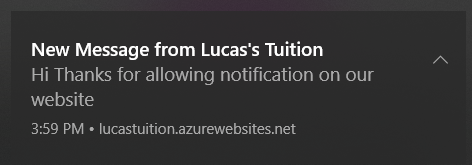 New Message from Lucas's Tuition
Hi Thanks for allowing notification on our
website
3:59 PM • lucastuition.azurewebsites.net